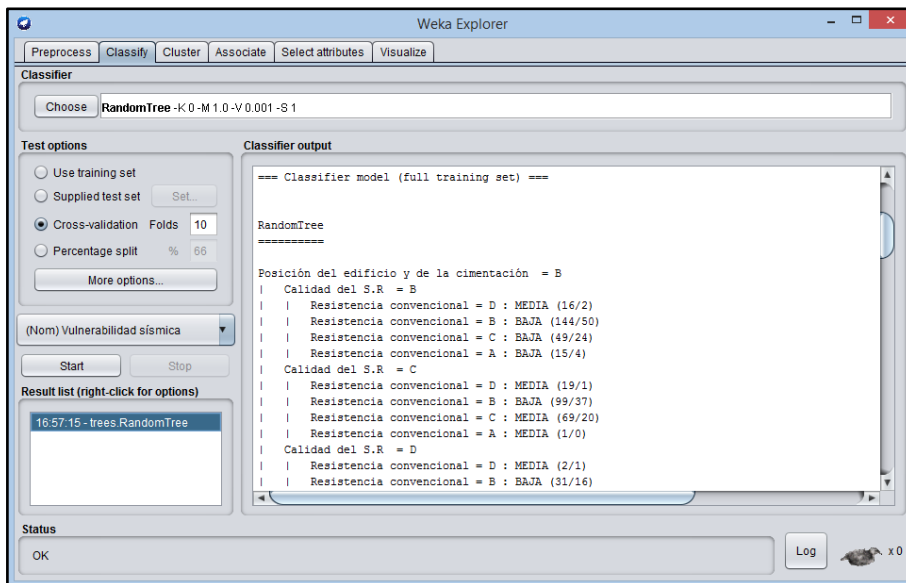 Weka Explorer
Preprocess Classify Cluster Associate Select attributes Visualize
Classifier
Choose RandomTree -K 0 -M 1.0 -V 0.001 -S 1
Test options
Use training set
Supplied test set Set...
Cross-validation Folds 10
Percentage split % 66
More options...
(Nom) Vulnerabilidad sísmica
Start Stop
Result list (right-click for options)
16:57:15 - trees.RandomTree
Classifier output
=== Classifier model (full training set) ===
RandomTree
==========
Posición del edificio y de la cimentación = B
| Calidad del S.R = B
| | Resistencia convencional = D : MEDIA (16/2)
| | Resistencia convencional = B : BAJA (144/50)
| | Resistencia convencional = C : BAJA (49/24)
| | Resistencia convencional = A : BAJA (15/4)
| Calidad del S.R = C
| | Resistencia convencional = D : MEDIA (19/1)
| | Resistencia convencional = B : BAJA (99/37)
| | Resistencia convencional = C : MEDIA (69/20)
| | Resistencia convencional = A : MEDIA (1/0)
| Calidad del S.R = D
| | Resistencia convencional = D : MEDIA (2/1)
| | Resistencia convencional = B : BAJA (31/16)
Status
OK
Log
x 0